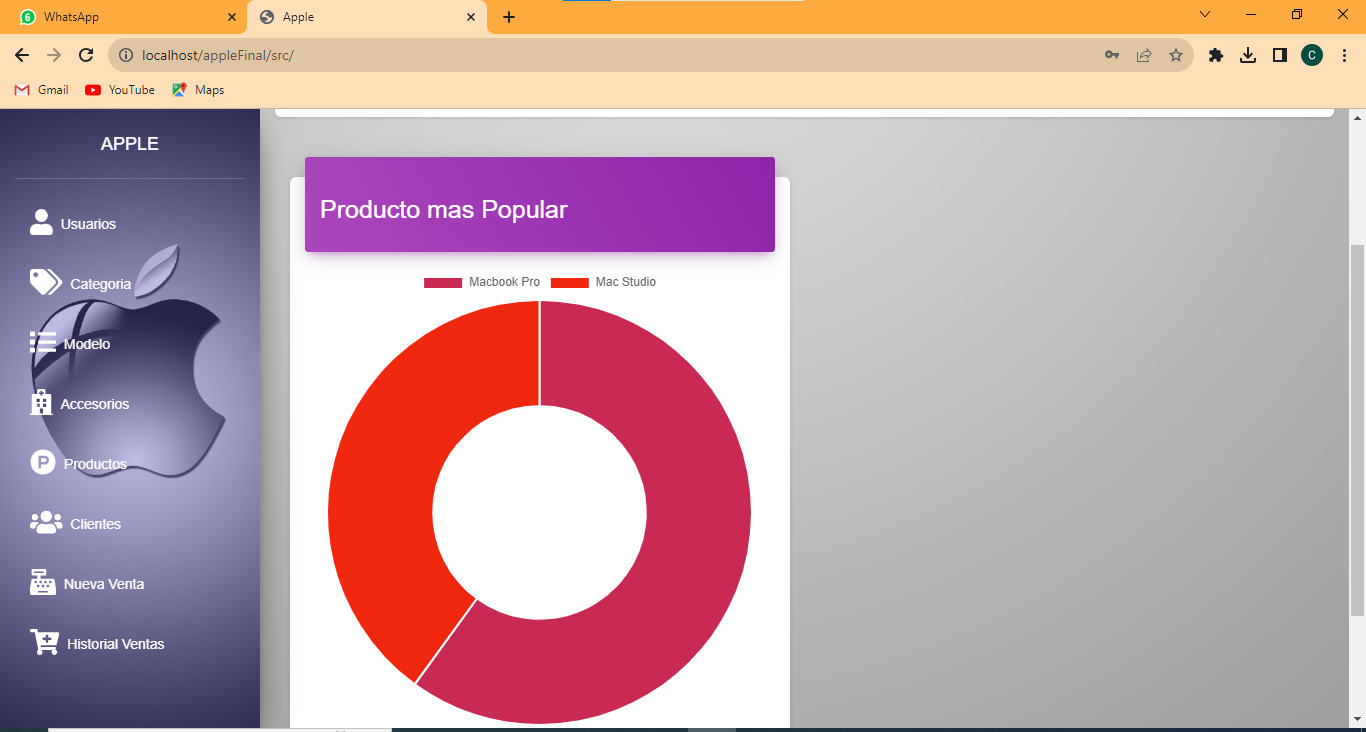 6
WhatsApp
Apple
localhost/appleFinal/src/
C
Gmail
YouTube
Maps
APPLE
Usuarios
Categoria
Modelo
Accesorios
P
Productos
Clientes
Nueva Venta
Historial Ventas
Producto mas Popular
Macbook Pro
Mac Studio